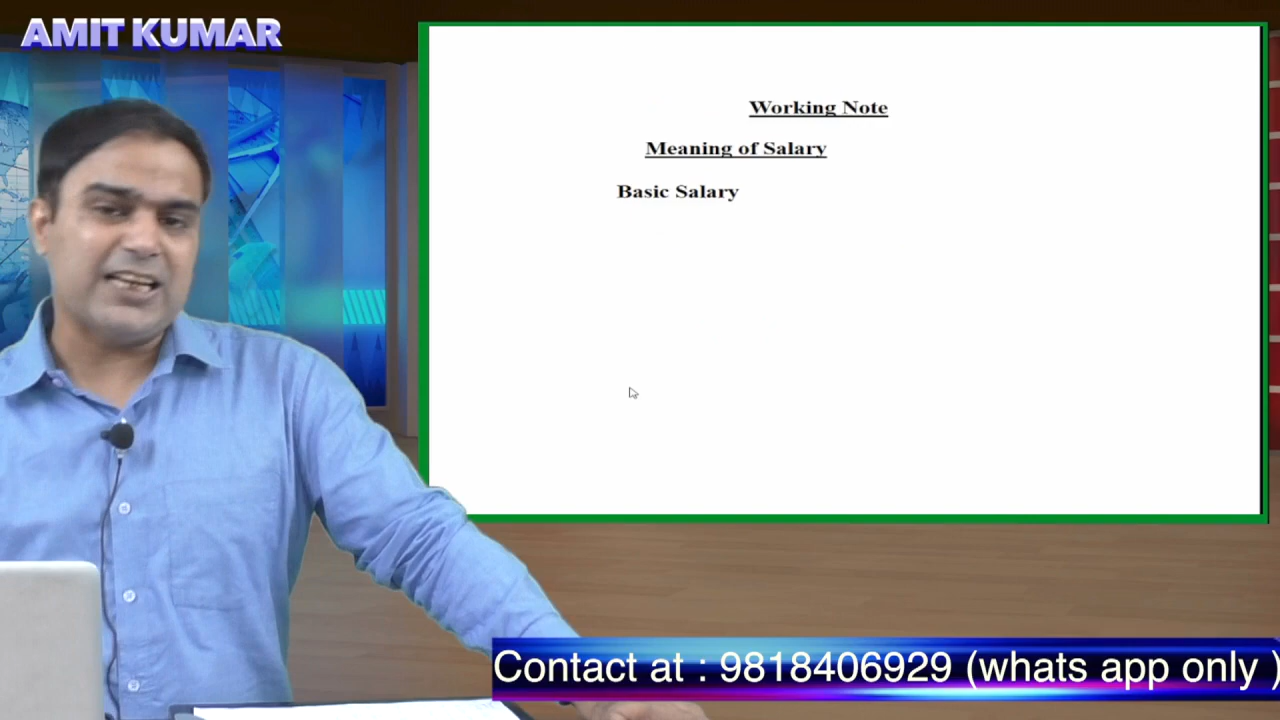 AMIT KUMAR
Working Note
Meaning of Salary
Basic Salary
Contact at : 9818406929 (whats app only )